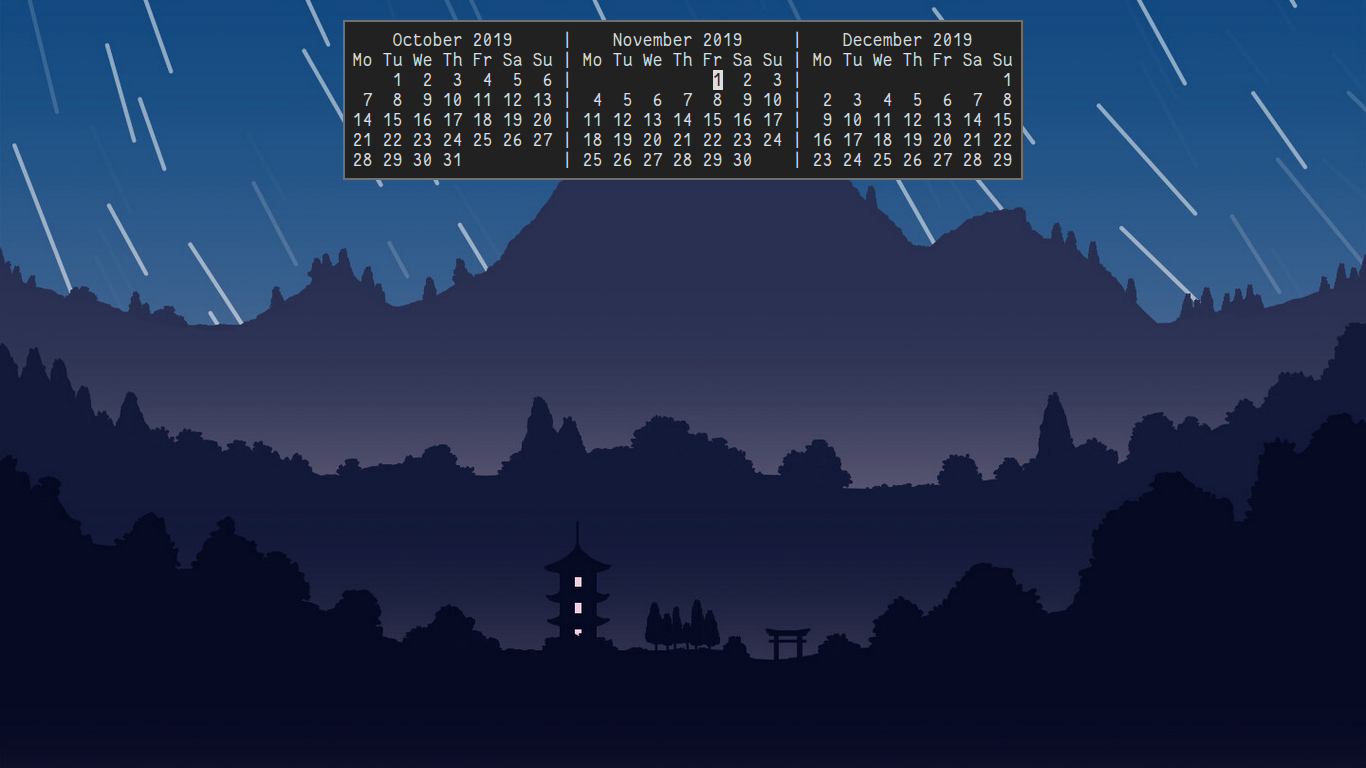 October 2019     |    November 2019     |    December 2019
Mo Tu We Th Fr Sa Su | Mo Tu We Th Fr Sa Su | Mo Tu We Th Fr Sa Su
    1  2  3  4  5  6 |              1  2  3 |                    1
 7  8  9 10 11 12 13 |  4  5  6  7  8  9 10 |  2  3  4  5  6  7  8
14 15 16 17 18 19 20 | 11 12 13 14 15 16 17 |  9 10 11 12 13 14 15
21 22 23 24 25 26 27 | 18 19 20 21 22 23 24 | 16 17 18 19 20 21 22
28 29 30 31          | 25 26 27 28 29 30    | 23 24 25 26 27 28 29